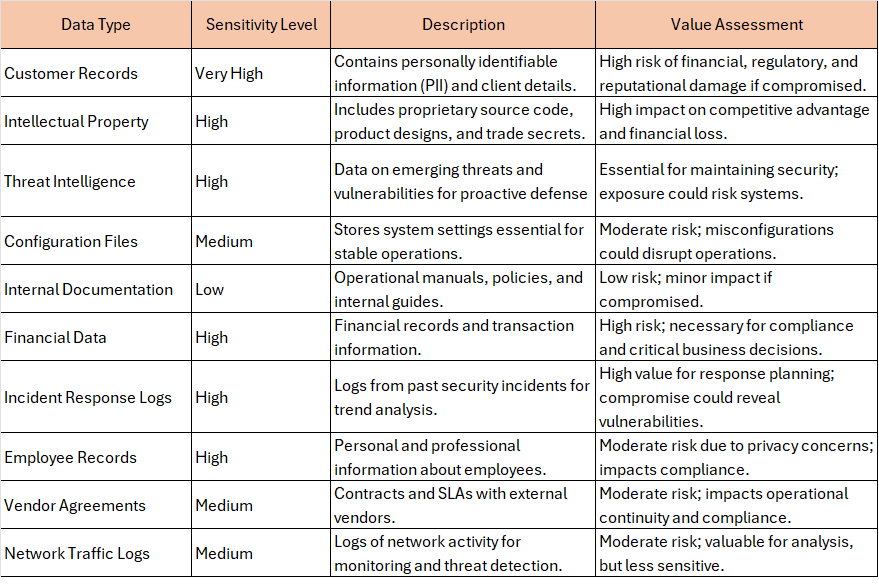 Data Type Sensitivity Level Description Value Assessment
Customer Records Very High Contains personally identifiable High risk of financial, regulatory, and
information (PII) and client details. reputational damage if compromised.
Intellectual Property High Includes proprietary source code, High impact on competitive advantage
product designs, and trade secrets. and financial loss.
Threat Intelligence High Data on emerging threats and Essential for maintaining security;
vulnerabilities for proactive defense exposure could risk systems.
Configuration Files Medium Stores system settings essential for Moderate risk; misconfigurations
stable operations. could disrupt operations.
Internal Documentation Low Operational manuals, policies, and Low risk; minor impact if
internal guides. compromised.
Financial Data High Financial records and transaction High risk; necessary for compliance
information. and critical business decisions.
Incident Response Logs High Logs from past security incidents for High value for response planning;
trend analysis. compromise could reveal
vulnerabilities.
Employee Records High Personal and professional Moderate risk due to privacy concerns;
information about employees. impacts compliance.
Vendor Agreements Medium Contracts and SLAs with external Moderate risk; impacts operational
vendors. continuity and compliance.
Network Traffic Logs Medium Logs of network activity for Moderate risk; valuable for analysis,
monitoring and threat detection. but less sensitive.